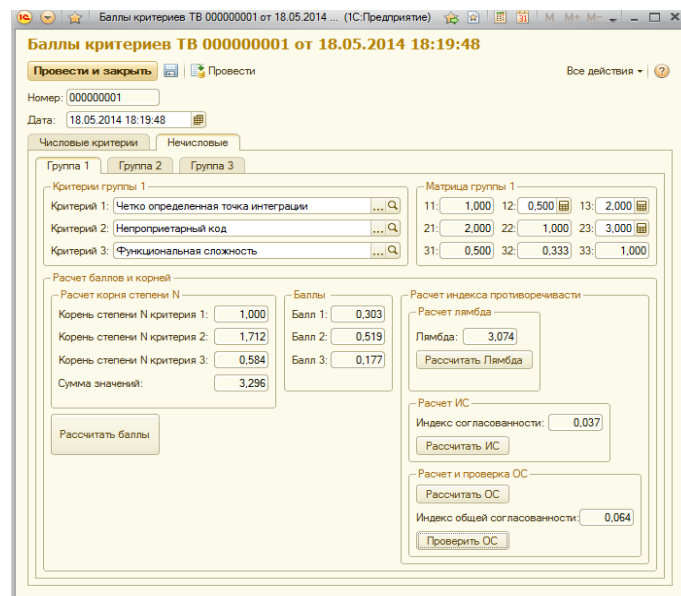 Баллы критериев ТВ 000000001 от 18.05.2014 ... (1С:Предприятие) M M+ M-
Баллы критериев ТВ 000000001 от 18.05.2014 18:19:48
Провести и закрыть Провести Все действия
Номер: 000000001
Дата: 18.05.2014 18:19:48
Числовые критерии Нечисловые
Группа 1 Группа 2 Группа 3
Критерии группы 1
Критерий 1: Четко определенная точка интеграции ...
Критерий 2: Непроприетарный код ...
Критерий 3: Функциональная сложность ...
Матрица группы 1
11: 1,000 12: 0,500 13: 2,000
21: 2,000 22: 1,000 23: 3,000
31: 0,500 32: 0,333 33: 1,000
Расчет баллов и корней
Расчет корня степени N
Корень степени N критерия 1: 1,000
Корень степени N критерия 2: 1,712
Корень степени N критерия 3: 0,584
Сумма значений: 3,296
Рассчитать баллы
Баллы
Балл 1: 0,303
Балл 2: 0,519
Балл 3: 0,177
Расчет индекса противоречивасти
Расчет лямбда
Лямбда: 3,074
Рассчитать Лямбда
Расчет ИС
Индекс согласованности: 0,037
Рассчитать ИС
Расчет и проверка ОС
Рассчитать ОС
Индекс общей согласованности: 0,064
Проверить ОС